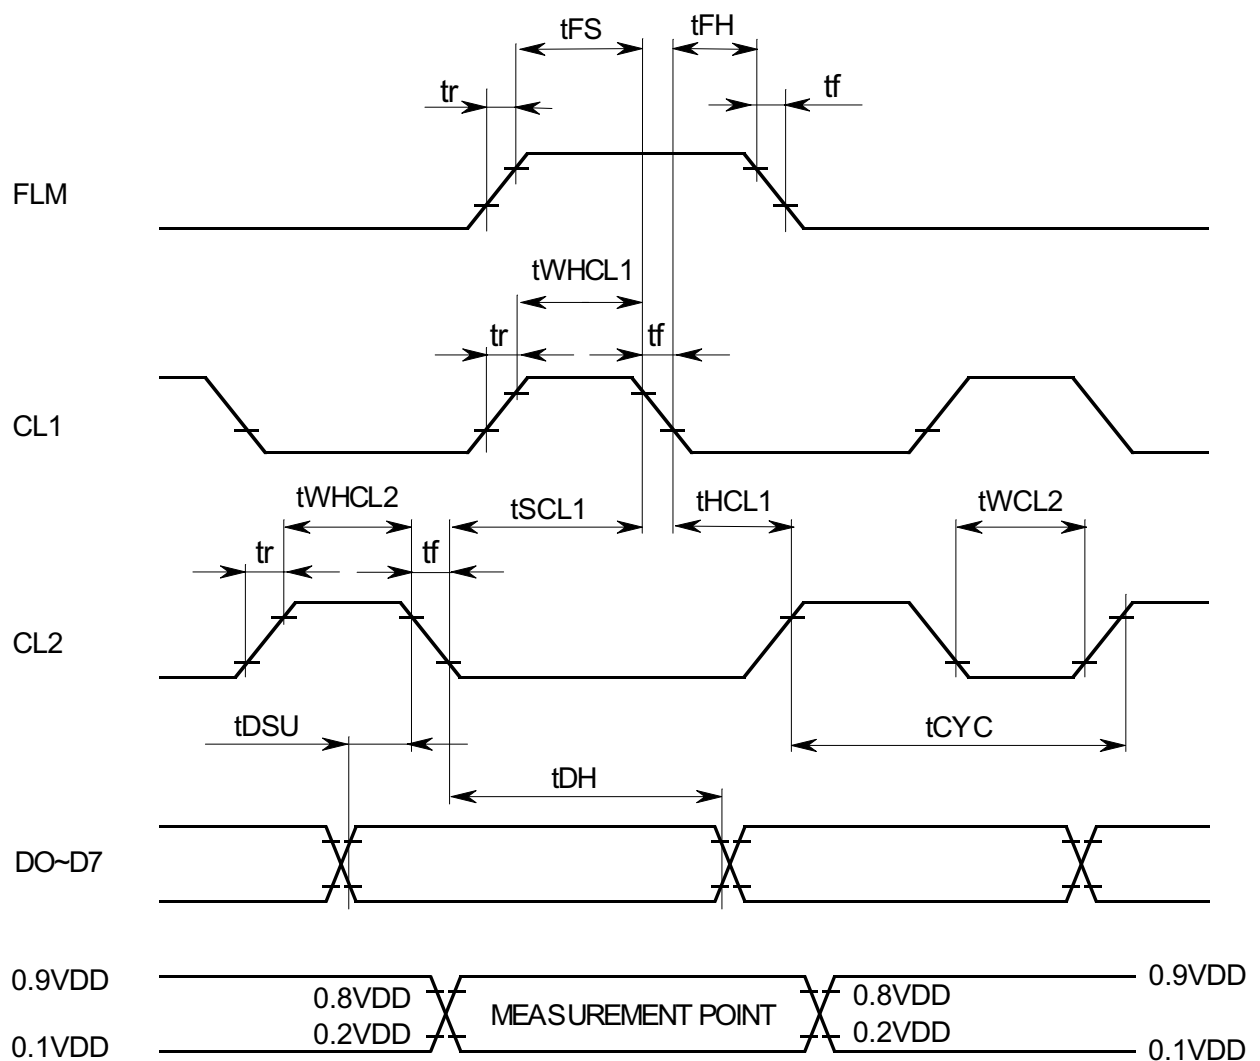 tFS tFH
tr tf
FLM
tWHCL1
tr tf
CL1
tWHCL2 tSCL1 tHCL1 tWCL2
tr tf
CL2
tDSU tCYC
tDH
DO~D7
0.9VDD 0.9VDD
0.8VDD MEASUREMENT POINT 0.8VDD
0.2VDD 0.2VDD
0.1VDD 0.1VDD